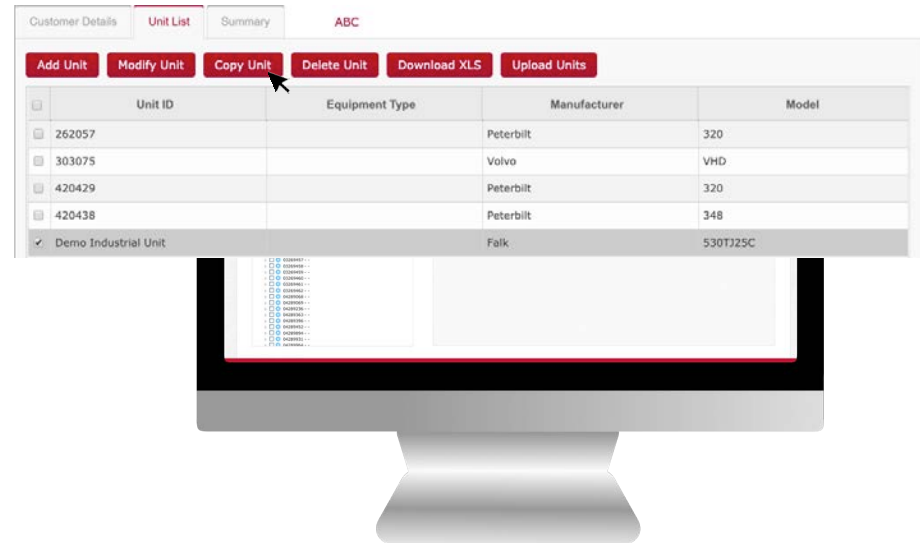 Customer Details Unit List Summary ABC
Add Unit Modify Unit Copy Unit Delete Unit Download XLS Upload Units
Unit ID Equipment Type Manufacturer Model
262057 Peterbilt 320
303075 Volvo VHD
420429 Peterbilt 320
420438 Peterbilt 348
Demo Industrial Unit Falk 530TJ25C